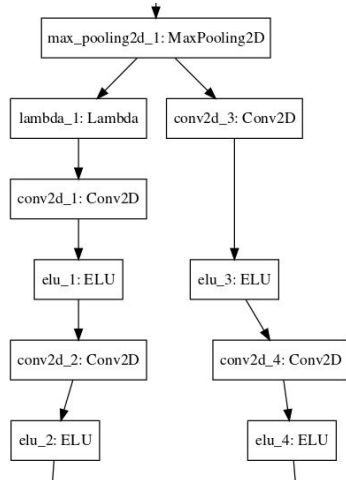 max_pooling2d_1: MaxPooling2D
lambda_1: Lambda
conv2d_3: Conv2D
conv2d_1: Conv2D
elu_1: ELU
elu_3: ELU
conv2d_2: Conv2D
conv2d_4: Conv2D
elu_2: ELU
elu_4: ELU